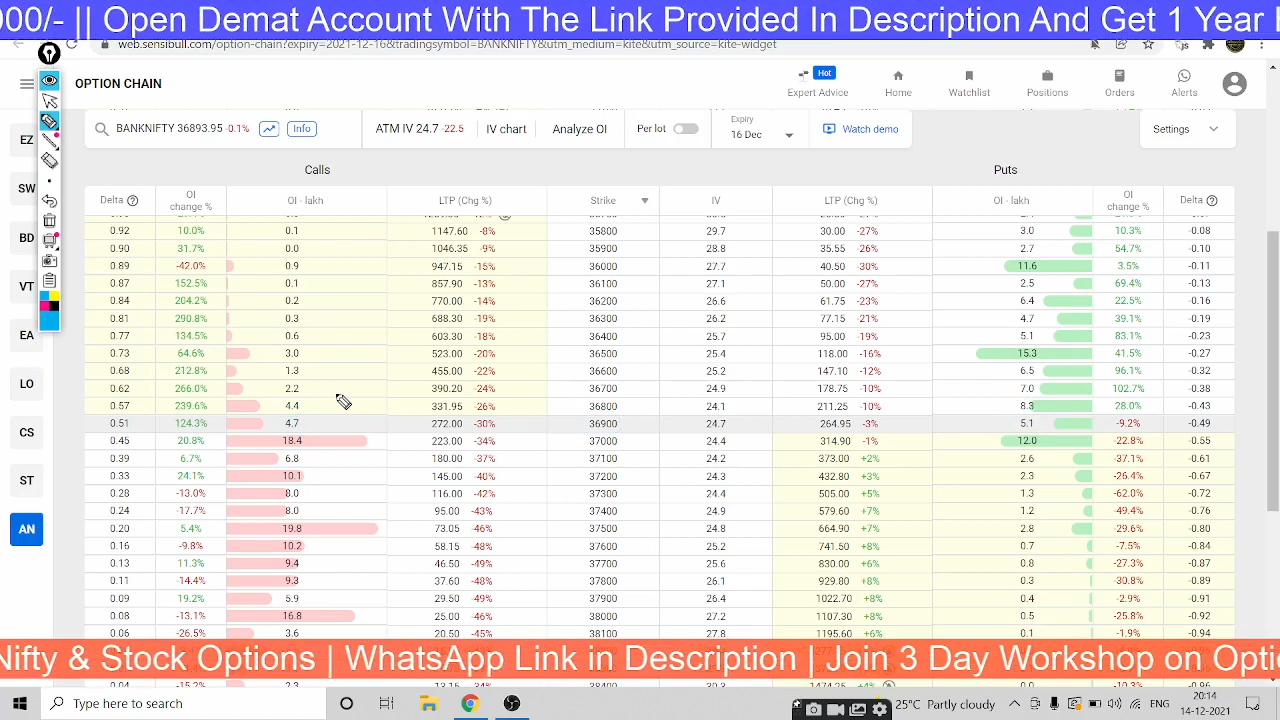 000/- || Open Demat Account With The Link Provided In Description And Get 1 Year
web.sensibull.com/option-chain?expiry=2021-12-16&tradingsymbol=BANKNIFTY&utm_medium=kite&utm_source=kite-widget
OPTION CHAIN
Hot
Expert Advice Home Watchlist Positions Orders Alerts
BANKNIFTY 36893.95 -0.1% Info ATM IV 24.7 -22.5 IV chart Analyze OI Per lot Expiry 16 Dec Watch demo Settings
Calls Puts
Delta OI change % OI - lakh LTP (Chg %) Strike IV LTP (Chg %) OI - lakh OI change % Delta
0.92 10.0% 0.1 1147.60 -8% 35800 29.7 30.00 -27% 3.0 10.3% -0.08
0.90 31.7% 0.0 1046.35 -9% 35900 28.8 35.55 -26% 2.7 54.7% -0.10
0.89 -42.0% 0.9 947.15 -15% 36000 27.7 40.50 -30% 11.6 3.5% -0.11
0.87 152.5% 0.1 857.90 -13% 36100 27.1 50.00 -27% 2.5 69.4% -0.13
0.84 204.2% 0.2 770.00 -14% 36200 26.6 61.75 -23% 6.4 22.5% -0.16
0.81 290.8% 0.3 688.30 -19% 36300 26.2 77.15 -21% 4.7 39.1% -0.19
0.77 134.5% 0.6 603.30 -18% 36400 25.7 95.00 -19% 5.1 83.1% -0.23
0.73 64.6% 3.0 523.00 -20% 36500 25.4 118.00 -16% 15.3 41.5% -0.27
0.68 212.8% 1.3 455.00 -22% 36600 25.2 147.10 -12% 6.5 96.1% -0.32
0.62 266.0% 2.2 390.20 -24% 36700 24.9 178.75 -10% 7.0 102.7% -0.38
0.57 239.6% 4.4 331.95 -26% 36800 24.1 211.25 -10% 8.3 28.0% -0.43
0.51 124.3% 4.7 272.00 -30% 36900 24.7 264.95 -3% 5.1 -9.2% -0.49
0.45 20.8% 18.4 223.00 -34% 37000 24.4 314.90 -1% 12.0 -22.8% -0.55
0.39 6.7% 6.8 180.00 -37% 37100 24.2 373.00 +2% 2.6 -37.1% -0.61
0.33 24.1% 10.1 145.00 -40% 37200 24.3 432.80 +3% 2.3 -26.4% -0.67
0.28 -13.0% 8.0 116.00 -42% 37300 24.4 505.00 +5% 1.3 -62.0% -0.72
0.24 -17.7% 8.0 95.00 -43% 37400 24.9 579.60 +7% 1.2 -49.4% -0.76
0.20 5.4% 19.8 73.05 -46% 37500 24.8 664.90 +7% 2.8 -29.6% -0.80
0.16 -9.8% 10.2 58.15 -48% 37600 25.2 741.50 +8% 0.7 -7.5% -0.84
0.13 11.3% 9.4 46.50 -49% 37700 25.6 830.00 +6% 0.8 -27.3% -0.87
0.11 -14.4% 9.3 37.60 -48% 37800 26.1 929.80 +8% 0.3 -30.8% -0.89
0.09 19.2% 5.9 29.50 -49% 37900 26.4 1022.70 +8% 0.4 -2.9% -0.91
0.08 -13.1% 16.8 25.00 -46% 38000 27.2 1107.30 +8% 0.5 -25.8% -0.92
0.06 -26.5% 3.6 20.50 -45% 38100 27.8 1195.60 +6% 0.1 -1.9% -0.94
EZ
SW
BD
VT
EA
LO
CS
ST
AN
Nifty & Stock Options | WhatsApp Link in Description | Join 3 Day Workshop on
Type here to search 25°C Partly cloudy ENG 20:14
14-12-2021